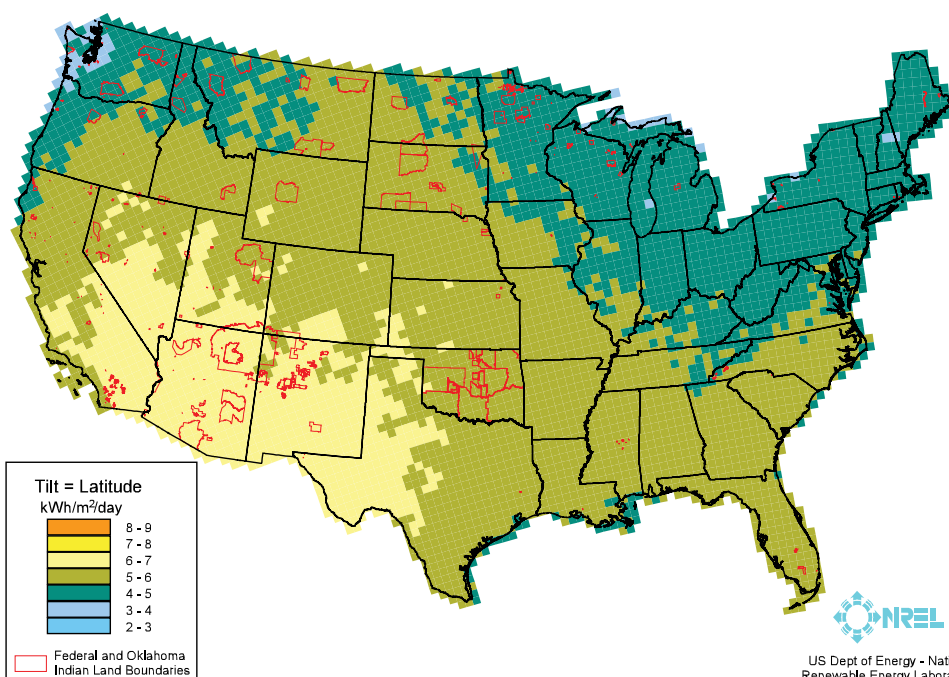 Tilt = Latitude
kWh/m²/day
8 - 9
7 - 8
6 - 7
5 - 6
4 - 5
3 - 4
2 - 3
Federal and Oklahoma
Indian Land Boundaries
NREL
US Dept of Energy - Nati
Renewable Energy Labora